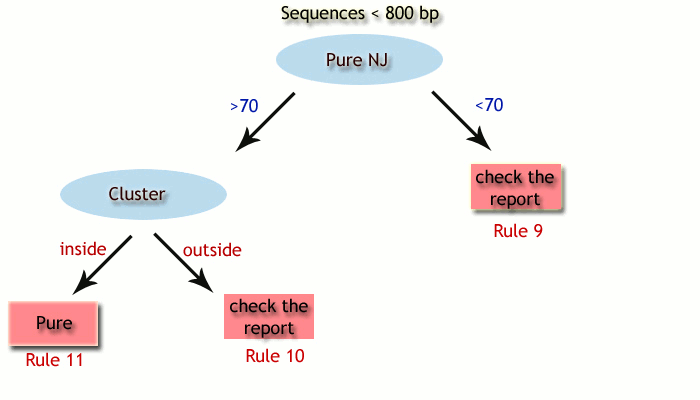 Sequences < 800 bp
Pure NJ
>70
<70
Cluster
check the
report
Rule 9
inside
outside
Pure
check the
report
Rule 11
Rule 10